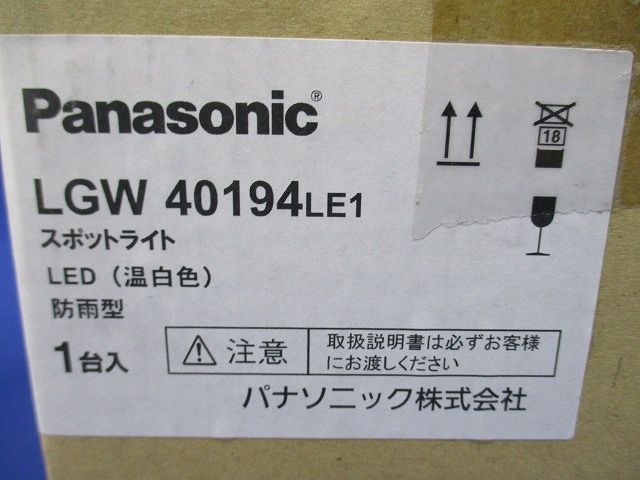 Panasonic®
18
LGW 40194LE1
スポットライト
LED（温白色）
防雨型
1台入
注意
取扱説明書は必ずお客様
にお渡しください
パナソニック株式会社